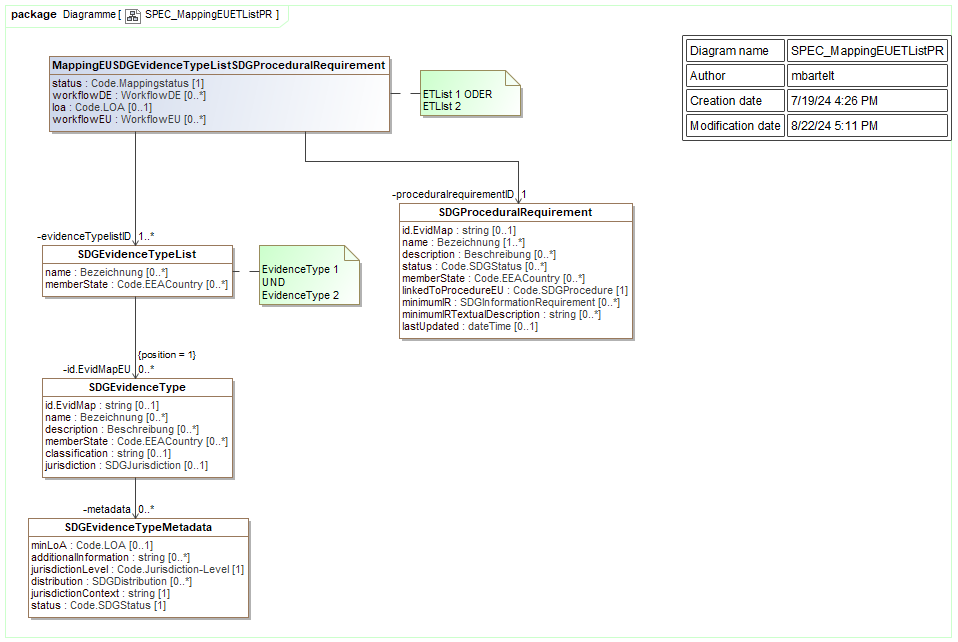 package Diagramme [ SPEC_MappingEUETListPR ]
MappingEUSDGEvidenceTypeListSDGProceduralRequirement
status : Code.Mappingstatus [1]
workflowDE : WorkflowDE [0..*]
loa : Code.LOA [0..1]
workflowEU : WorkflowEU [0..*]
ETList 1 ODER
ETList 2
Diagram name SPEC_MappingEUETListPR
Author mbartelt
Creation date 7/19/24 4:26 PM
Modification date 8/22/24 5:11 PM
-proceduralrequirementID 1
SDGProceduralRequirement
id.EvidMap : string [0..1]
name : Bezeichnung [1..*]
description : Beschreibung [0..*]
status : Code.SDGStatus [0..*]
memberState : Code.EEACountry [0..*]
linkedToProcedureEU : Code.SDGProcedure [1]
minimumIR : SDGInformationRequirement [0..*]
minimumIRTextualDescription : string [0..*]
lastUpdated : dateTime [0..1]
-evidenceTypelistID 1..*
SDGEvidenceTypeList
name : Bezeichnung [0..*]
memberState : Code.EEACountry [0..*]
EvidenceType 1
UND
EvidenceType 2
{position = 1}
-id.EvidMapEU 0..*
SDGEvidenceType
id.EvidMap : string [0..1]
name : Bezeichnung [0..*]
description : Beschreibung [0..*]
memberState : Code.EEACountry [0..*]
classification : string [0..1]
jurisdiction : SDGJurisdiction [0..1]
-metadata 0..*
SDGEvidenceTypeMetadata
minLoA : Code.LOA [0..1]
additionalInformation : string [0..*]
jurisdictionLevel : Code.Jurisdiction-Level [1]
distribution : SDGDistribution [0..*]
jurisdictionContext : string [1]
status : Code.SDGStatus [1]